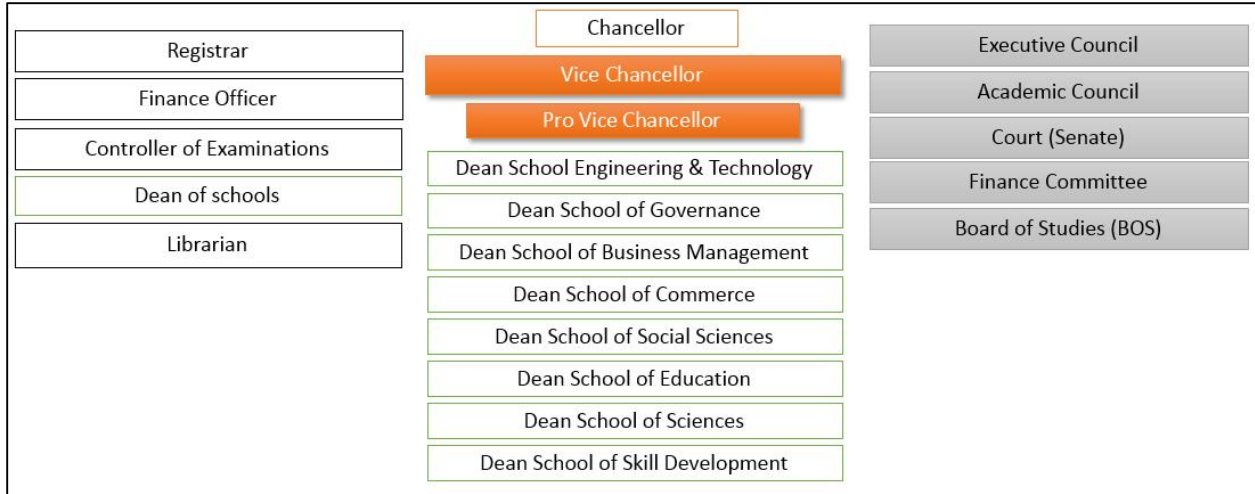 Registrar
Finance Officer
Controller of Examinations
Dean of schools
Librarian
Chancellor
Vice Chancellor
Pro Vice Chancellor
Dean School Engineering & Technology
Dean School of Governance
Dean School of Business Management
Dean School of Commerce
Dean School of Social Sciences
Dean School of Education
Dean School of Sciences
Dean School of Skill Development
Executive Council
Academic Council
Court (Senate)
Finance Committee
Board of Studies (BOS)